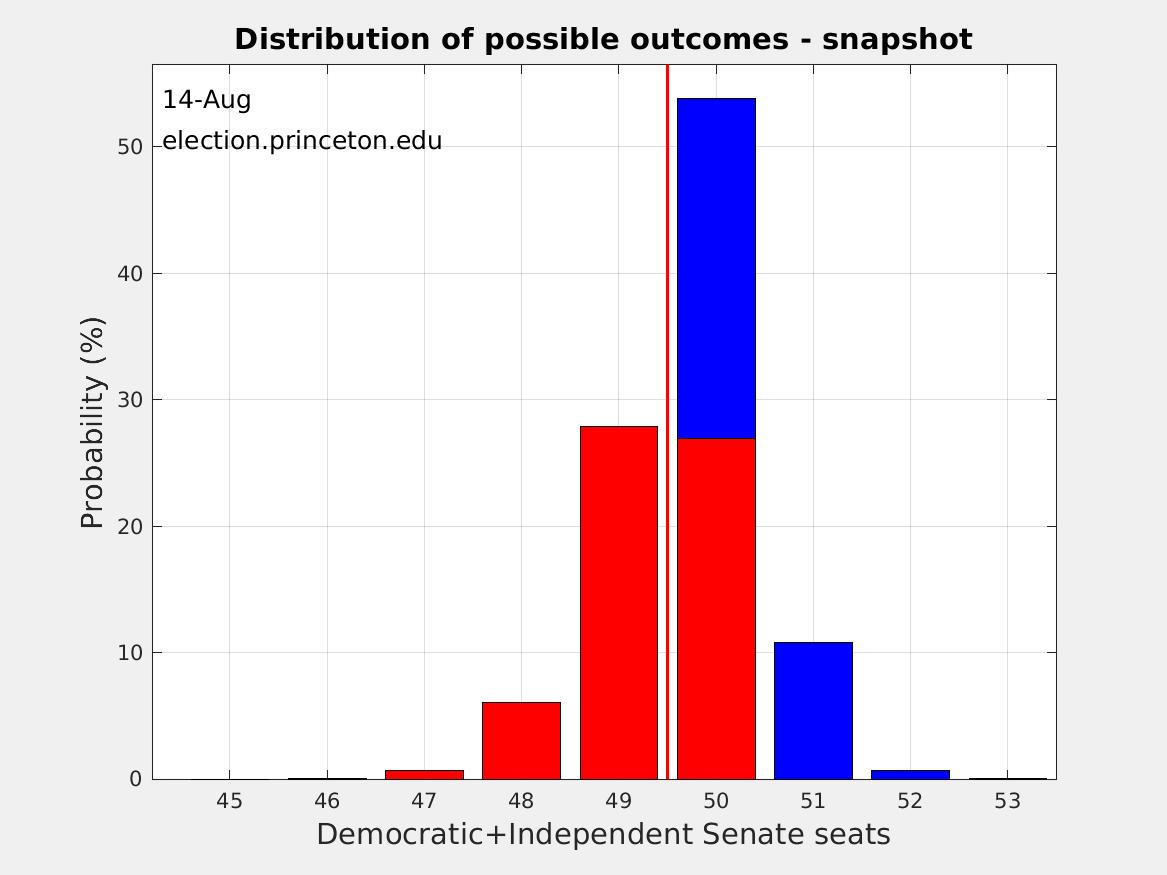 Distribution of possible outcomes - snapshot
14-Aug
election.princeton.edu
50
40
30
20
10
0
Probability (%)
45 46 47 48 49 50 51 52 53
Democratic+Independent Senate seats